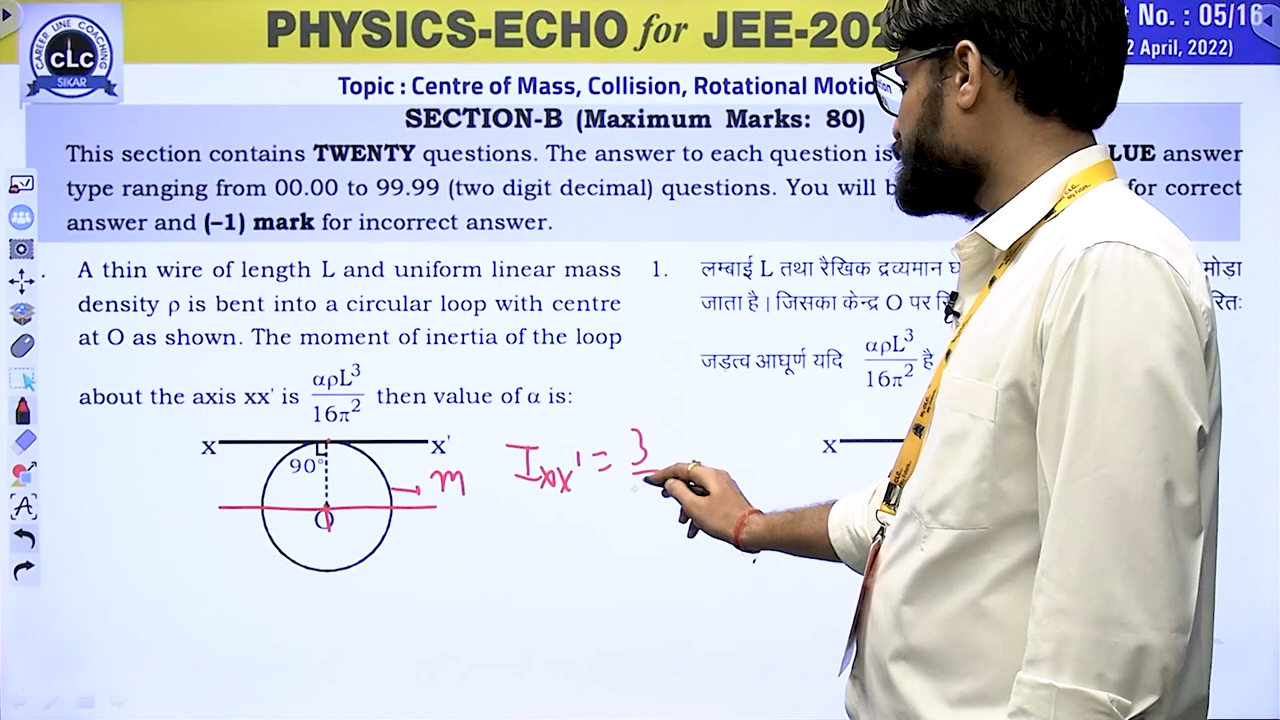 CAREER LINE COACHING
CLC
SIKAR
PHYSICS-ECHO for JEE-202
t No. : 05/16
2 April, 2022)
Topic : Centre of Mass, Collision, Rotational Motio
SECTION-B (Maximum Marks: 80)
This section contains TWENTY questions. The answer to each question is LUE answer
type ranging from 00.00 to 99.99 (two digit decimal) questions. You will b for correct
answer and (–1) mark for incorrect answer.
A thin wire of length L and uniform linear mass
density ρ is bent into a circular loop with centre
at O as shown. The moment of inertia of the loop
about the axis xx' is αρL³/16π² then value of α is:
x x'
90°
O
m
I xx' = 3
1. लम्बाई L तथा रैखिक द्रव्यमान घ मोड़ा
जाता है। जिसका केन्द्र O पर रितः
जड़त्व आघूर्ण यदि αρL³/16π² है
x